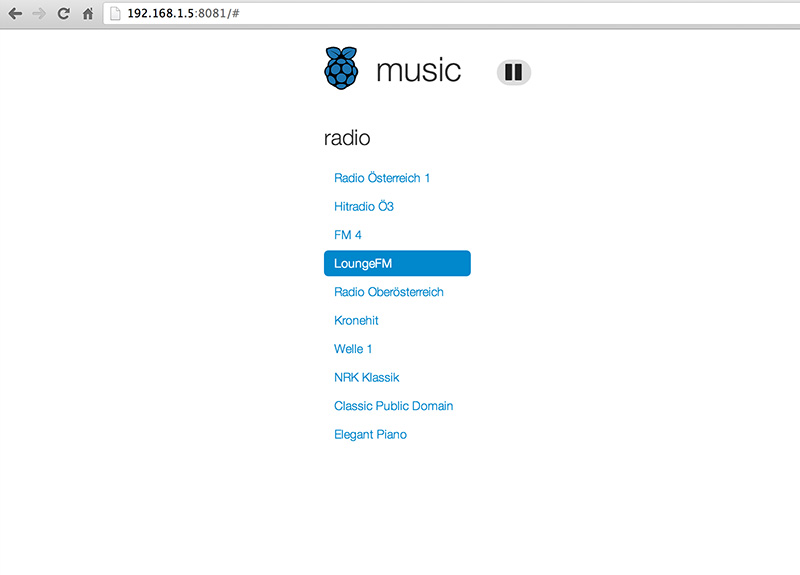 192.168.1.5:8081/#
music
radio
Radio Österreich 1
Hitradio Ö3
FM 4
LoungeFM
Radio Oberösterreich
Kronehit
Welle 1
NRK Klassik
Classic Public Domain
Elegant Piano